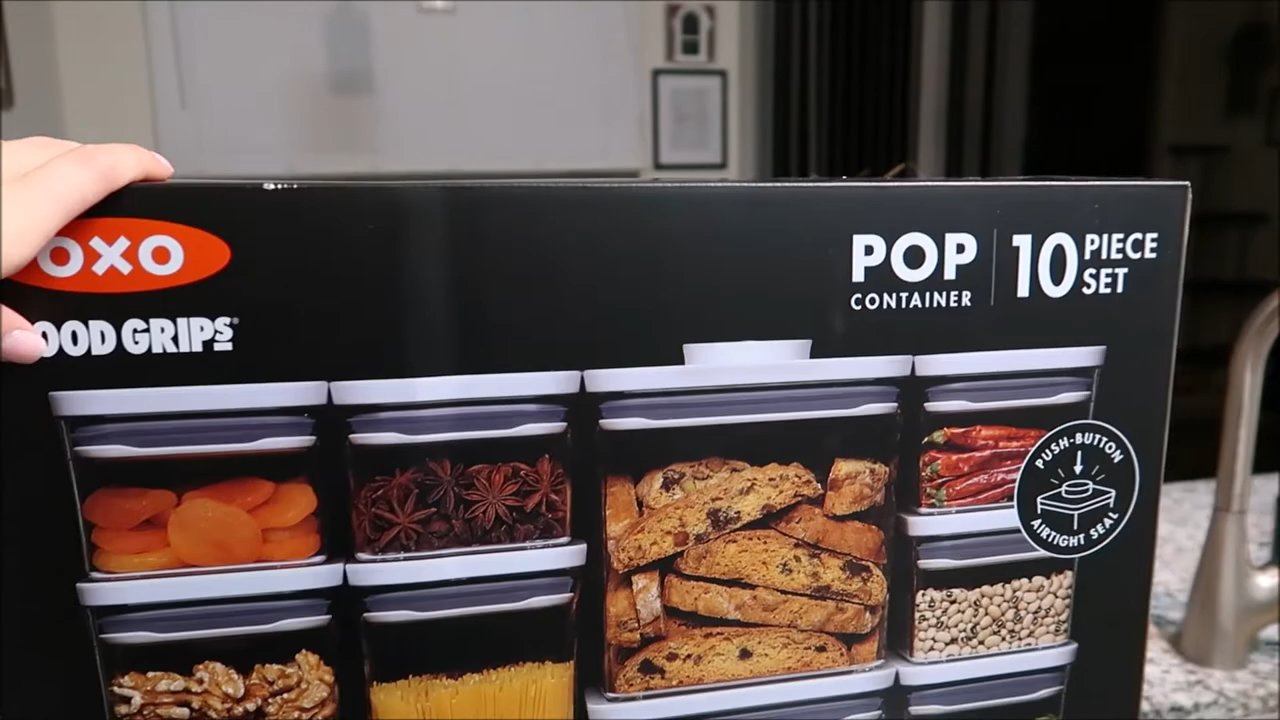 OXO
OOD GRIPS®
POP
CONTAINER
10 PIECE
SET
PUSH-BUTTON
AIRTIGHT SEAL